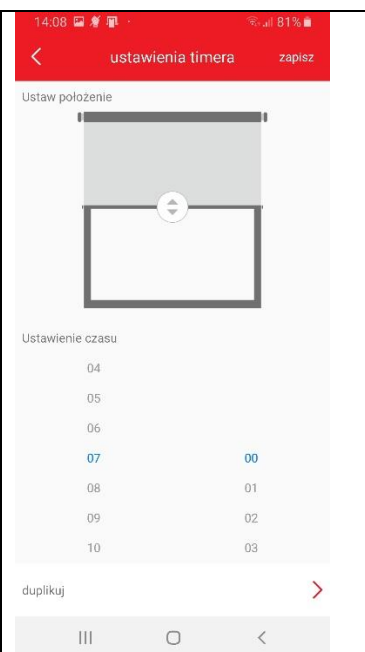 14:08 81%
ustawienia timera zapisz
Ustaw położenie
Ustawienie czasu
04
05
06
07 00
08 01
09 02
10 03
duplikuj